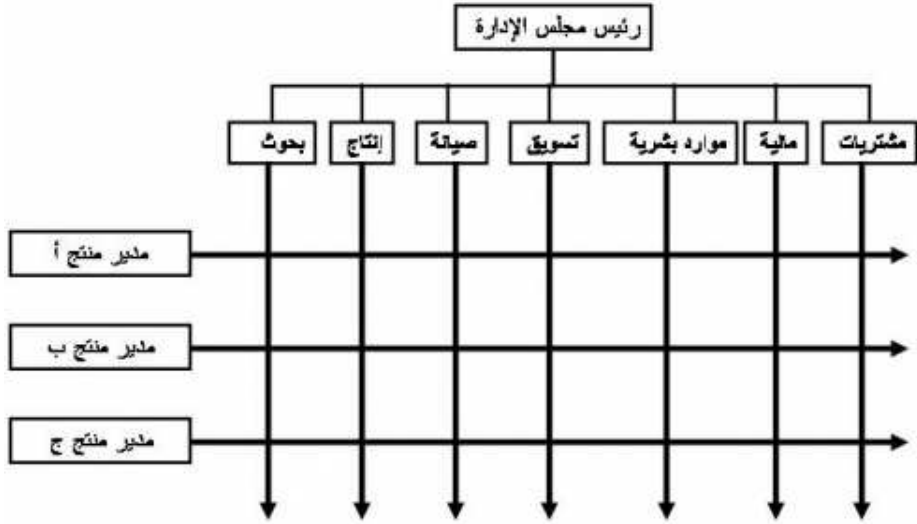 رئيس مجلس الإدارة
مشتريات
مالية
موارد بشرية
تسويق
صيانة
إنتاج
بحوث
مدير منتج أ
مدير منتج ب
مدير منتج ج